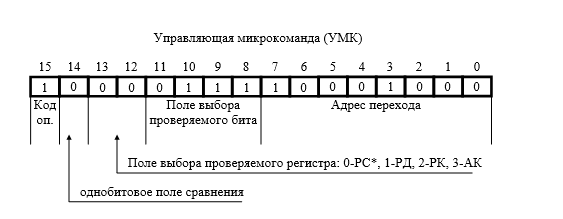 Управляющая микрокоманда (УМК)
15 14 13 12 11 10 9 8 7 6 5 4 3 2 1 0
1 0 0 0 0 1 1 1 1 0 0 0 1 0 0 0
Код Поле выбора Адрес перехода
оп. проверяемого бита
Поле выбора проверяемого регистра: 0-РС*, 1-РД, 2-РК, 3-АК
однобитовое поле сравнения